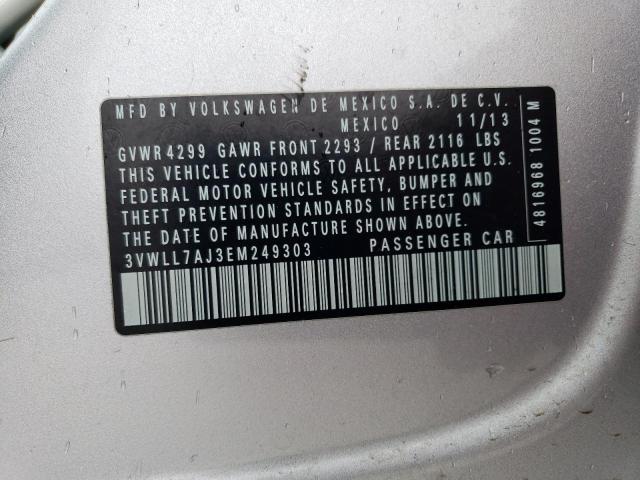 MFD BY VOLKSWAGEN DE MEXICO S.A. DE C.V.
MEXICO 11/13
GVWR 4299 GAWR FRONT 2293 / REAR 2116 LBS
THIS VEHICLE CONFORMS TO ALL APPLICABLE U.S.
FEDERAL MOTOR VEHICLE SAFETY, BUMPER AND
THEFT PREVENTION STANDARDS IN EFFECT ON
THE DATE OF MANUFACTURE SHOWN ABOVE.
3VWLL7AJ3EM249303 PASSENGER CAR
4816968 1004 M